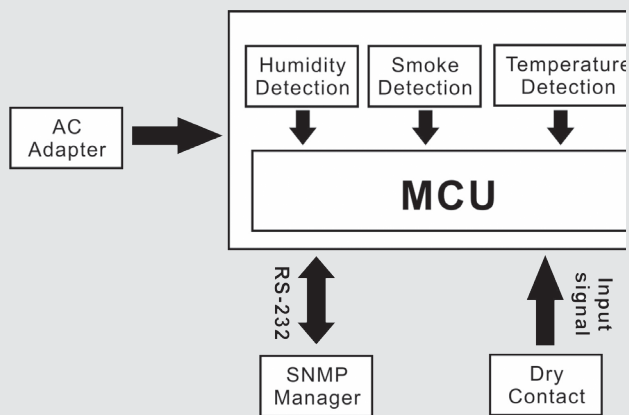 Humidity
Detection
Smoke
Detection
Temperature
Detection
AC
Adapter
MCU
RS-232
Input
signal
SNMP
Manager
Dry
Contact